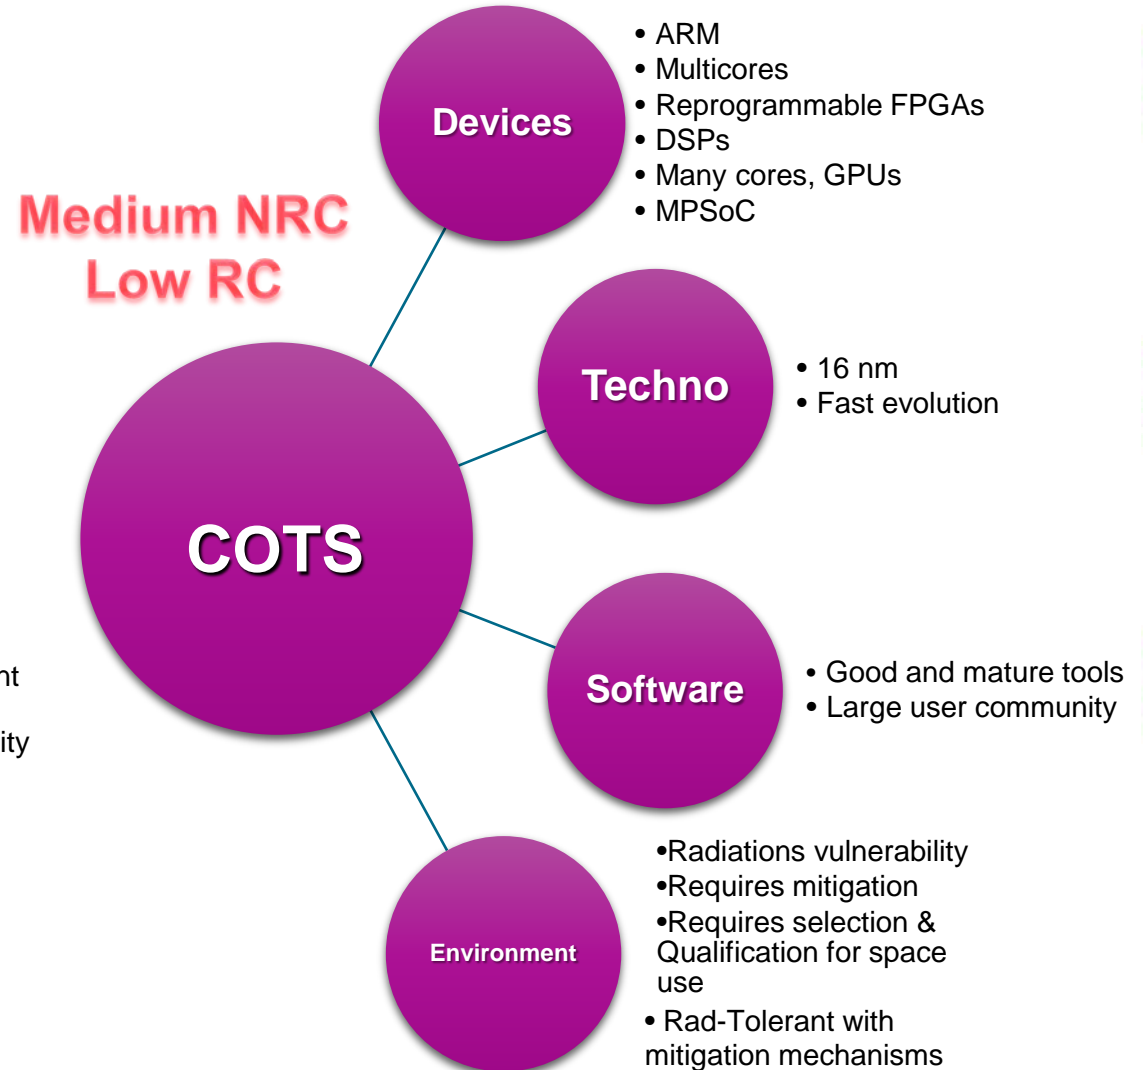 Devices
• ARM
• Multicores
• Reprogrammable FPGAs
• DSPs
• Many cores, GPUs
• MPSoC
Medium NRC
Low RC
Techno
• 16 nm
• Fast evolution
COTS
Software
• Good and mature tools
• Large user community
nt
ity
Environment
•Radiations vulnerability
•Requires mitigation
•Requires selection &
Qualification for space
use
• Rad-Tolerant with
mitigation mechanisms